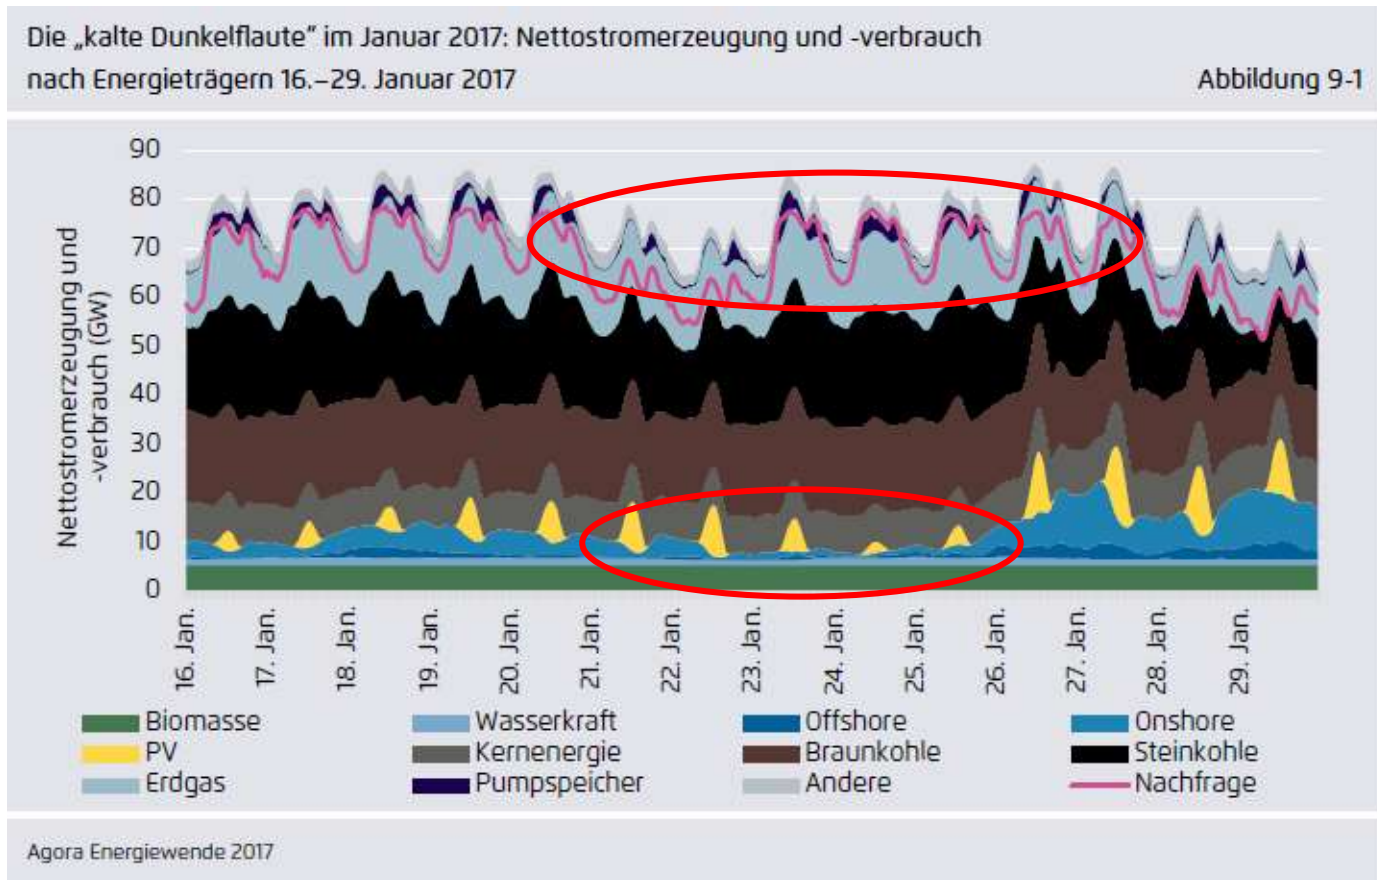 Die „kalte Dunkelflaute“ im Januar 2017: Nettostromerzeugung und -verbrauch
nach Energieträgern 16.–29. Januar 2017
Abbildung 9-1
Nettostromerzeugung und
-verbrauch (GW)
90
80
70
60
50
40
30
20
10
0
16. Jan.
17. Jan.
18. Jan.
19. Jan.
20. Jan.
21. Jan.
22. Jan.
23. Jan.
24. Jan.
25. Jan.
26. Jan.
27. Jan.
28. Jan.
29. Jan.
Biomasse
Wasserkraft
Offshore
Onshore
PV
Kernenergie
Braunkohle
Steinkohle
Erdgas
Pumpspeicher
Andere
Nachfrage
Agora Energiewende 2017